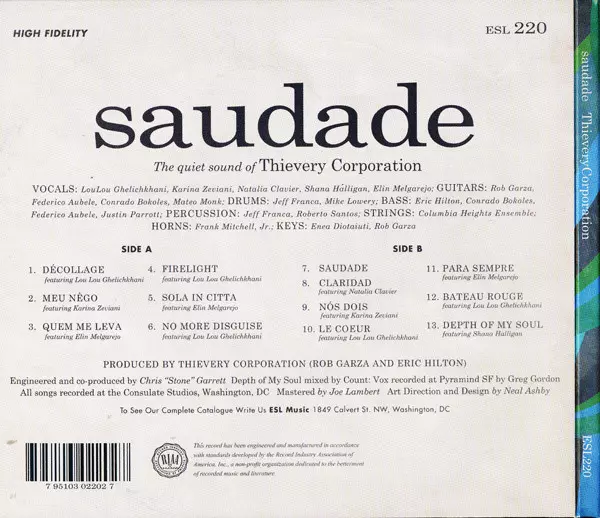 HIGH FIDELITY
ESL 220
saudade
The quiet sound of Thievery Corporation
VOCALS: LouLou Ghelichkhani, Karina Zeviani, Natalia Clavier, Shana Halligan, Elin Melgarejo; GUITARS: Rob Garza,
Federico Aubele, Conrado Bokoles, Mateo Monk; DRUMS: Jeff Franca, Mike Lowery; BASS: Eric Hilton, Conrado Bokoles,
Federico Aubele, Justin Parrott; PERCUSSION: Jeff Franca, Roberto Santos; STRINGS: Columbia Heights Ensemble;
HORNS: Frank Mitchell, Jr.; KEYS: Enea Diotaiuti, Rob Garza
SIDE A
1. DÉCOLLAGE
featuring Lou Lou Ghelichkhani
2. MEU NÊGO
featuring Karina Zeviani
3. QUEM ME LEVA
featuring Elin Melgarejo
4. FIRELIGHT
featuring Lou Lou Ghelichkhani
5. SOLA IN CITTA
featuring Elin Melgarejo
6. NO MORE DISGUISE
featuring Lou Lou Ghelichkhani
SIDE B
7. SAUDADE
8. CLARIDAD
featuring Natalia Clavier
9. NÓS DOIS
featuring Karina Zeviani
10. LE COEUR
featuring Lou Lou Ghelichkhani
11. PARA SEMPRE
featuring Elin Melgarejo
12. BATEAU ROUGE
featuring Lou Lou Ghelichkhani
13. DEPTH OF MY SOUL
featuring Shana Halligan
PRODUCED BY THIEVERY CORPORATION (ROB GARZA AND ERIC HILTON)
Engineered and co-produced by Chris "Stone" Garrett Depth of My Soul mixed by Count: Vox recorded at Pyramind SF by Greg Gordon
All songs recorded at the Consulate Studios, Washington, DC Mastered by Joe Lambert Art Direction and Design by Neal Ashby
To See Our Complete Catalogue Write Us ESL Music 1849 Calvert St. NW, Washington, DC
7 95103 02202 7
RIAA
This record has been engineered and manufactured in accordance
with standards developed by the Record Industry Association of
America, Inc., a non-profit organization dedicated to the betterment
of recorded music and literature.
saudade Thievery Corporation
ESL220